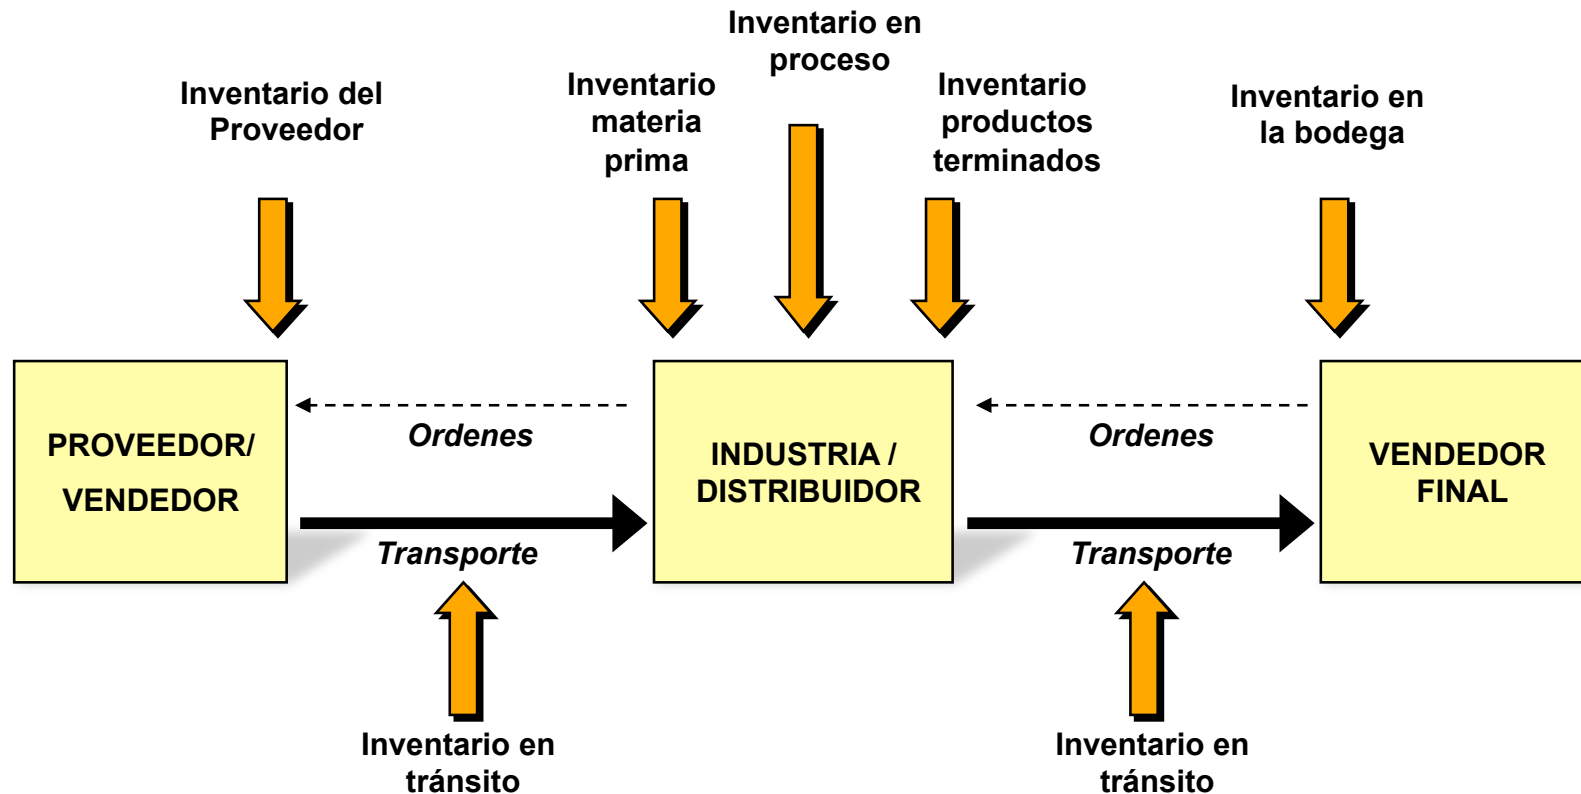 Inventario en
proceso
Inventario del
Proveedor
Inventario
materia
prima
Inventario
productos
terminados
Inventario en
la bodega
PROVEEDOR/
VENDEDOR
Ordenes
Transporte
INDUSTRIA /
DISTRIBUIDOR
Ordenes
Transporte
VENDEDOR
FINAL
Inventario en
tránsito
Inventario en
tránsito